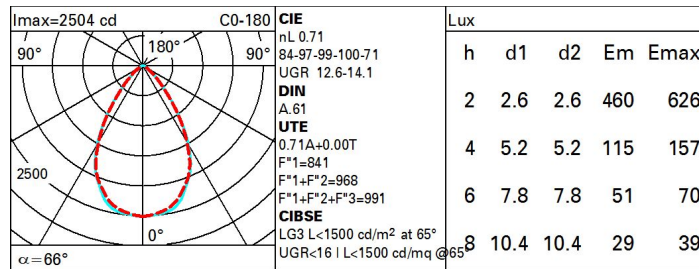 Imax=2504 cd C0-180
90° 180° 90°
2500
0°
α=66°
CIE
nL 0.71
84-97-99-100-71
UGR 12.6-14.1
DIN
A.61
UTE
0.71A+0.00T
F"1=841
F"1+F"2=968
F"1+F"2+F"3=991
CIBSE
LG3 L<1500 cd/m² at 65°
UGR<16 | L<1500 cd/mq @65°
Lux
h d1 d2 Em Emax
2 2.6 2.6 460 626
4 5.2 5.2 115 157
6 7.8 7.8 51 70
8 10.4 10.4 29 39